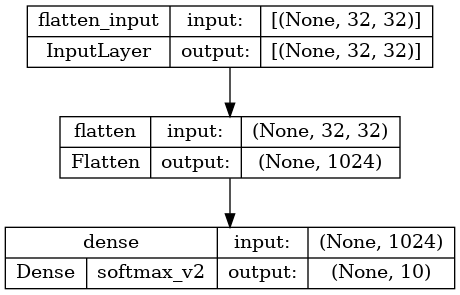 flatten_input input: [(None, 32, 32)]
InputLayer output: [(None, 32, 32)]
flatten input: (None, 32, 32)
Flatten output: (None, 1024)
dense input: (None, 1024)
Dense softmax_v2 output: (None, 10)